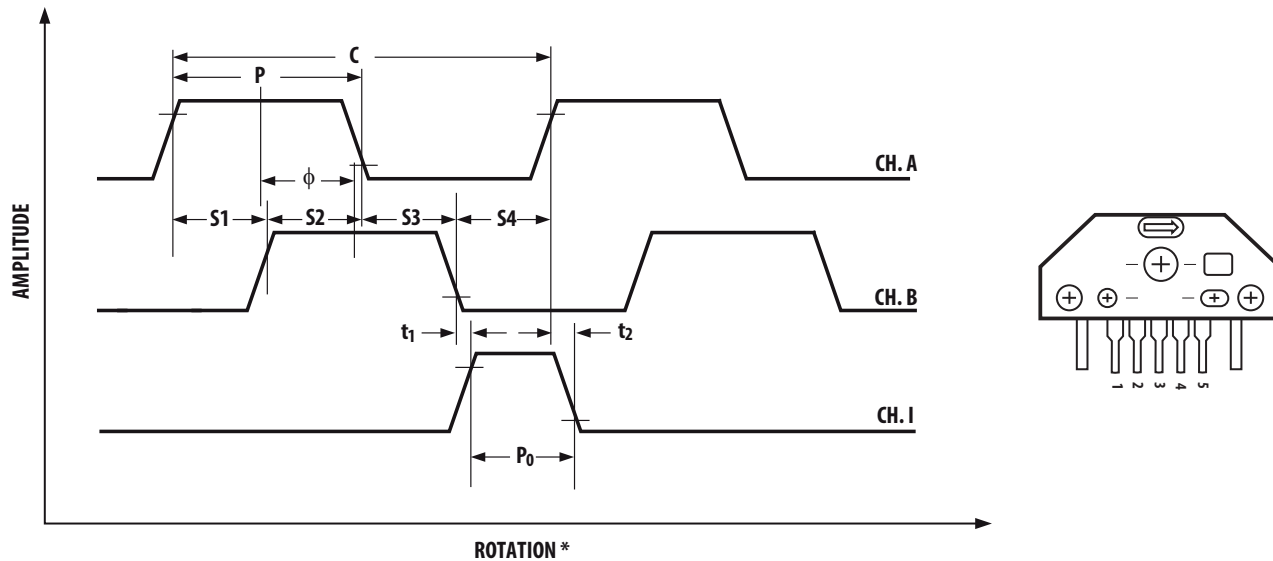 C
P
CH. A
ϕ
S1 S2 S3 S4
AMPLITUDE
CH. B
t1 t2
CH. I
P0
ROTATION *
1 2 3 4 5